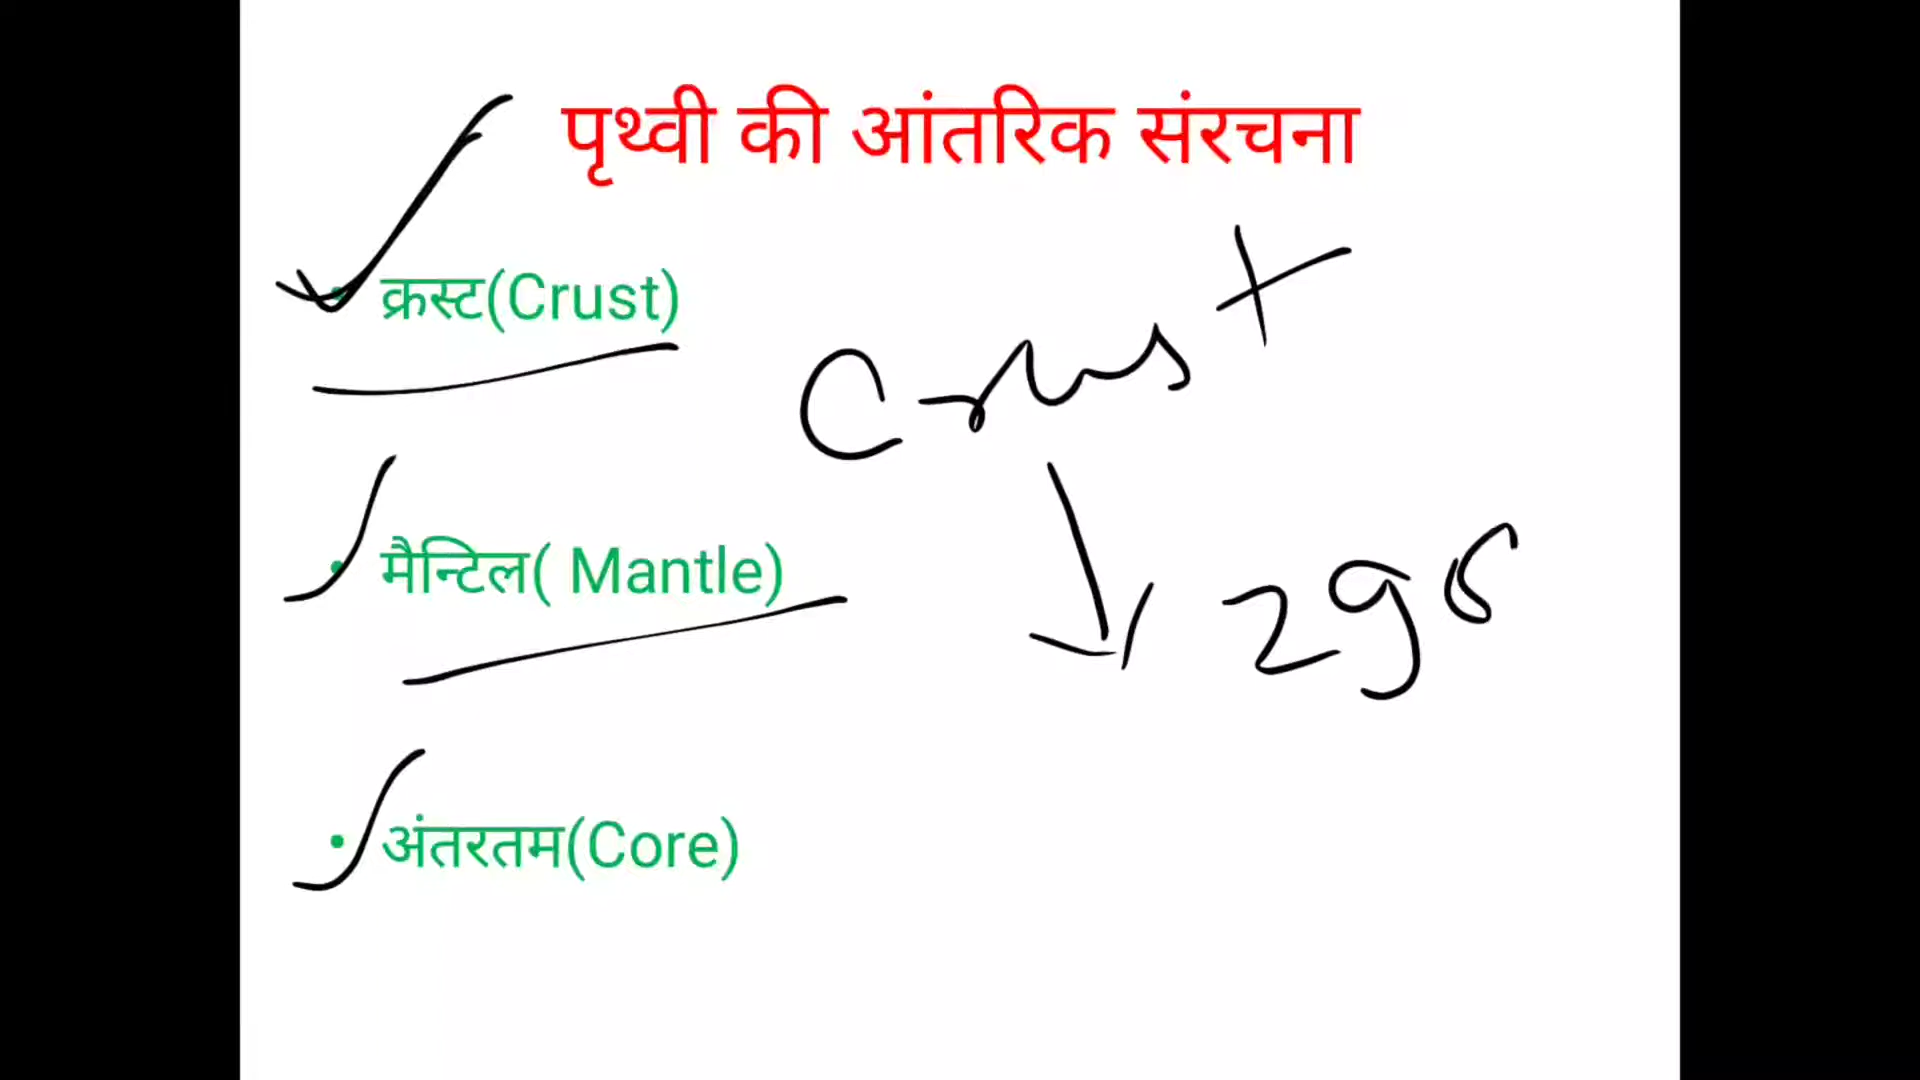 पृथ्वी की आंतरिक संरचना
• क्रस्ट(Crust)
Crust
• मैन्टिल( Mantle)
• अंतरतम(Core)